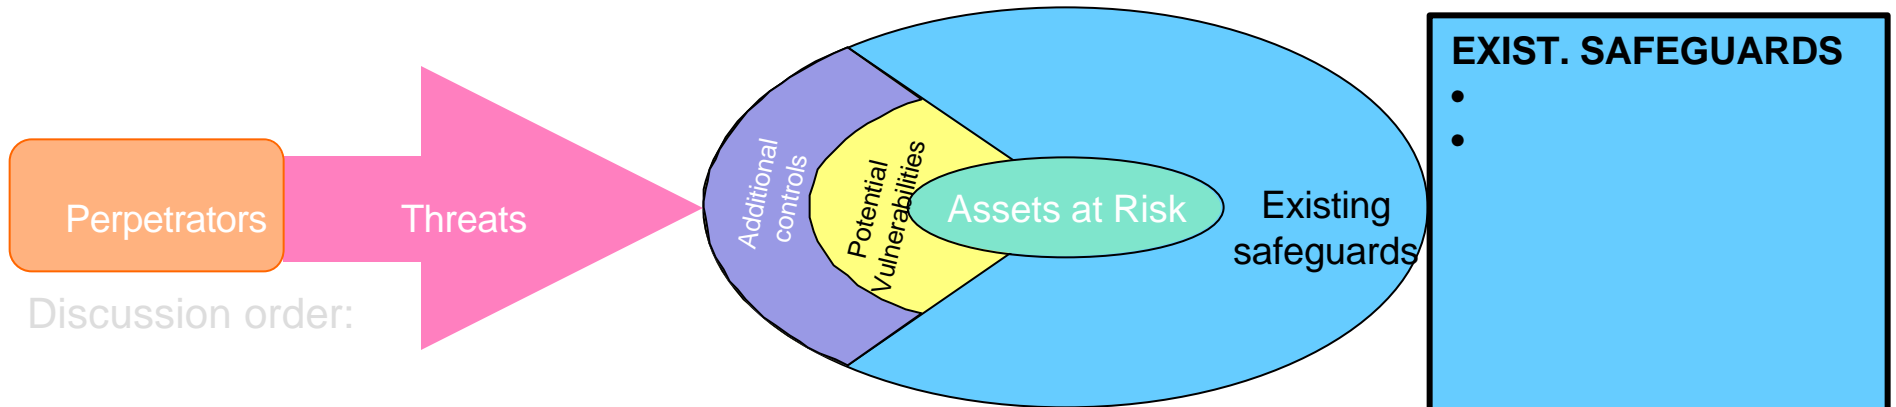 Perpetrators
Threats
Discussion order:
Additional
controls
Potential
Vulnerabilities
Assets at Risk
Existing
safeguards
EXIST. SAFEGUARDS
•
•